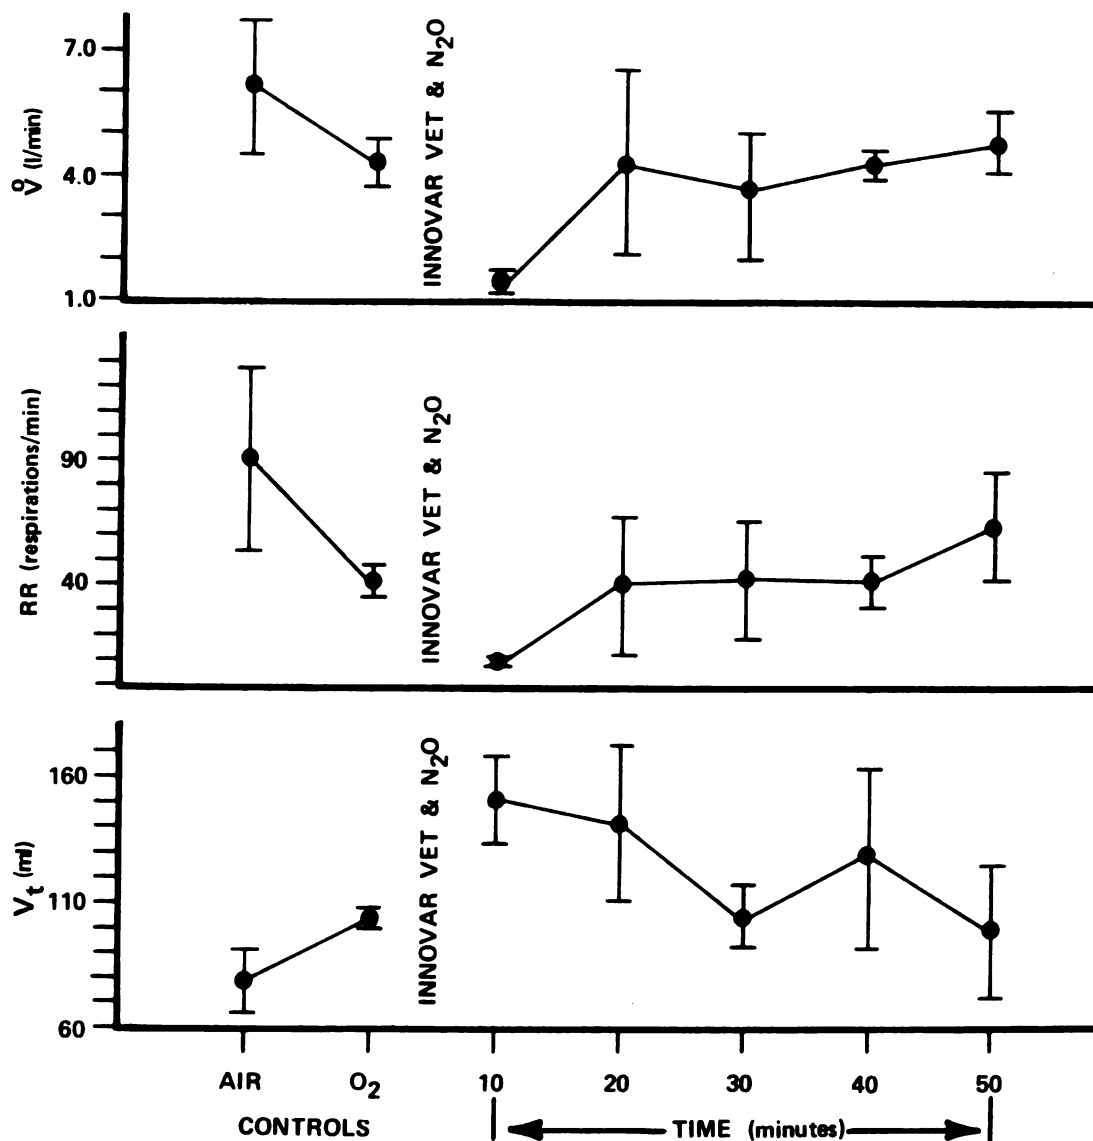 7.0
4.0
1.0
V̊ (l/min)
INNOVAR VET & N₂O
90
40
RR (respirations/min)
INNOVAR VET & N₂O
160
110
60
Vₜ (ml)
INNOVAR VET & N₂O
AIR O₂ 10 20 30 40 50
CONTROLS TIME (minutes)